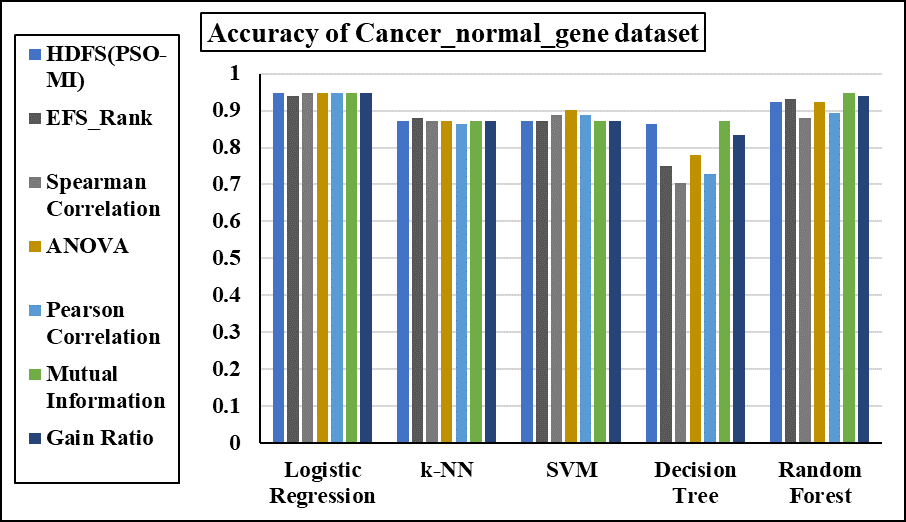 Accuracy of Cancer_normal_gene dataset
HDFS(PSO-
MI)
EFS_Rank
Spearman
Correlation
ANOVA
Pearson
Correlation
Mutual
Information
Gain Ratio
1
0.9
0.8
0.7
0.6
0.5
0.4
0.3
0.2
0.1
0
Logistic
Regression
k-NN
SVM
Decision
Tree
Random
Forest